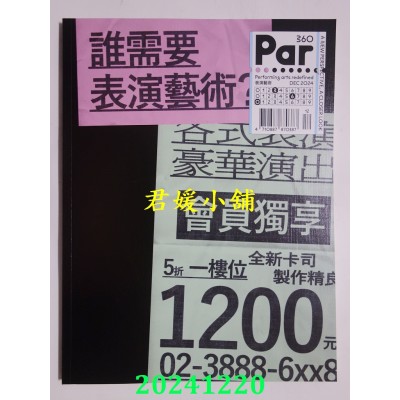 誰需要
表演藝術?
360
Par
Performing arts redefined
表演藝術 DEC.2024
各式表演
豪華演出
君媛小舖
會員獨享
5折 一樓位
全新卡司
製作精良
1200元
02-3888-6xx8
20241220